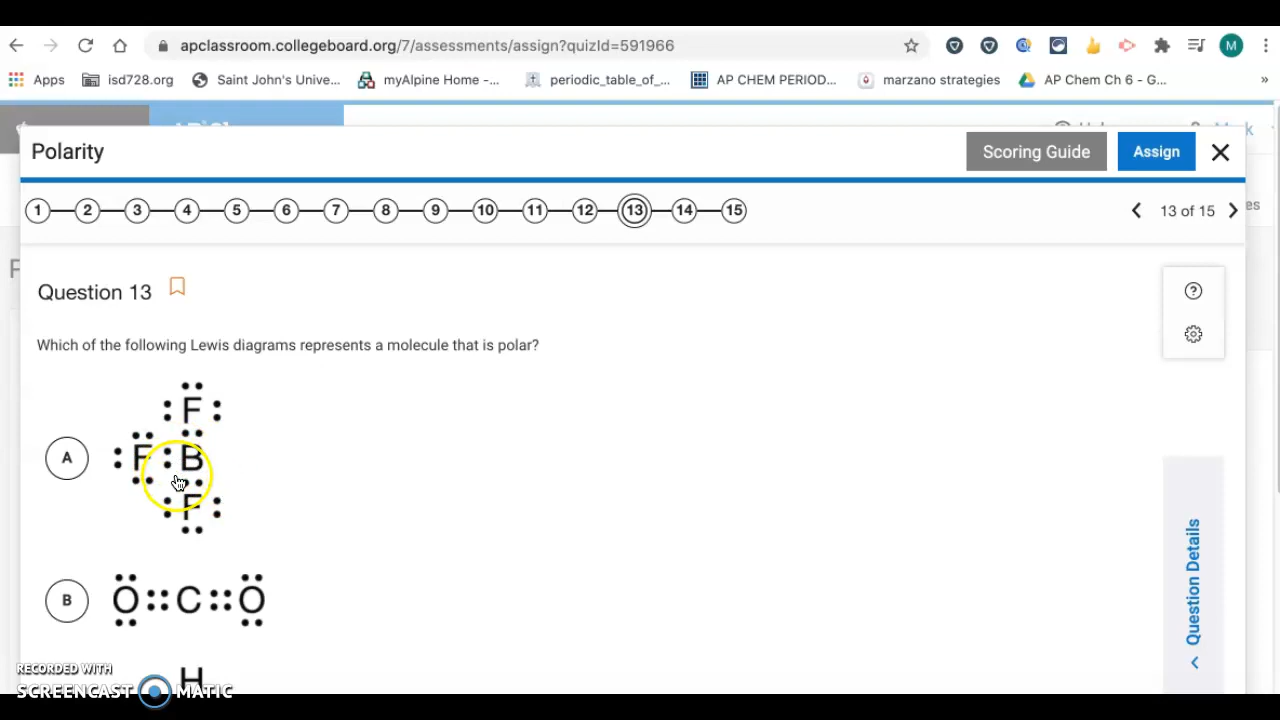 apclassroom.collegeboard.org/7/assessments/assign?quizId=591966
M
Apps isd728.org Saint John's Unive... myAlpine Home -... periodic_table_of_... AP CHEM PERIOD... marzano strategies AP Chem Ch 6 - G... »
Polarity Scoring Guide Assign
1 2 3 4 5 6 7 8 9 10 11 12 13 14 15 13 of 15
Question 13
Which of the following Lewis diagrams represents a molecule that is polar?
F
A F B
F
B O C O
H
Question Details
RECORDED WITH
SCREENCAST MATIC